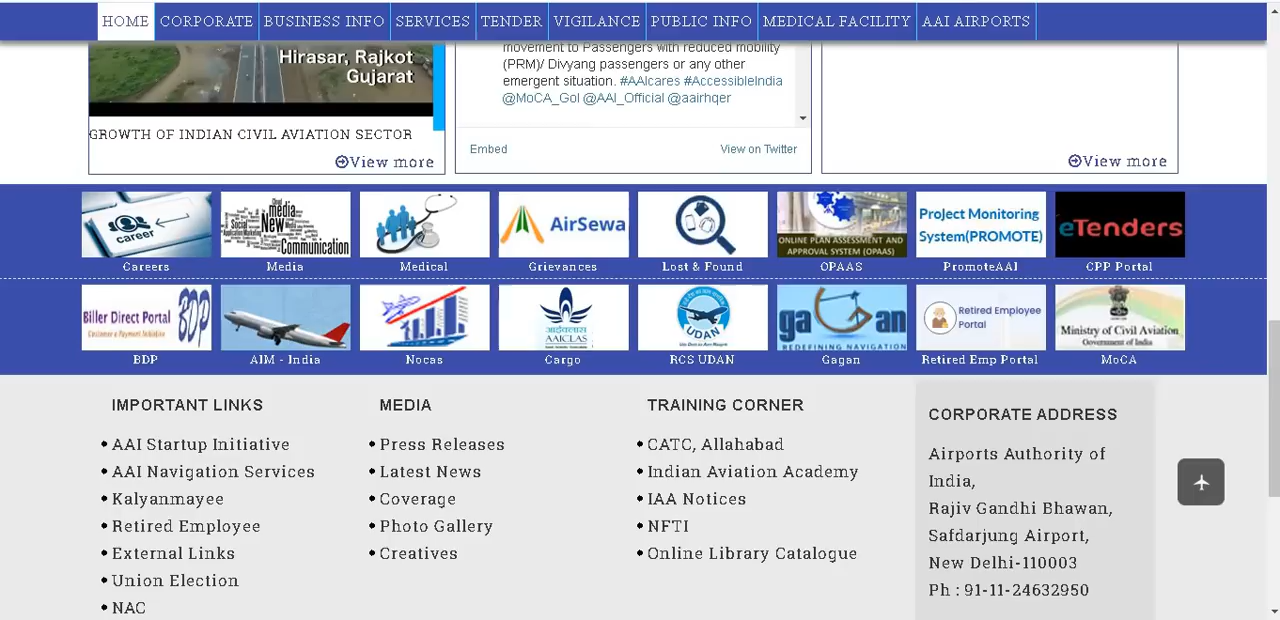 HOME CORPORATE BUSINESS INFO SERVICES TENDER VIGILANCE PUBLIC INFO MEDICAL FACILITY AAI AIRPORTS
Hirasar, Rajkot
Gujarat
GROWTH OF INDIAN CIVIL AVIATION SECTOR
View more
movement to Passengers with reduced mobility
(PRM)/ Divyang passengers or any other
emergent situation. #AAIcares #AccessibleIndia
@MoCA_GoI @AAI_Official @aairhqer
Embed View on Twitter
View more
career
Careers
media
New
Communication
Media
Medical
AirSewa
Grievances
Lost & Found
ONLINE PLAN ASSESSMENT AND
APPROVAL SYSTEM (OPAAS)
OPAAS
Project Monitoring
System(PROMOTE)
PromoteAAI
eTenders
CPP Portal
Biller Direct Portal
Customer e Payment Initiative
BDP
BDP
AIM - India
Nocas
आईक्लास
AAICLAS
Cargo
UDAN
RCS UDAN
gagan
REDEFINING NAVIGATION
Gagan
Retired Employee
Portal
Retired Emp Portal
Ministry of Civil Aviation
Government of India
MoCA
IMPORTANT LINKS
• AAI Startup Initiative
• AAI Navigation Services
• Kalyanmayee
• Retired Employee
• External Links
• Union Election
• NAC
MEDIA
• Press Releases
• Latest News
• Coverage
• Photo Gallery
• Creatives
TRAINING CORNER
• CATC, Allahabad
• Indian Aviation Academy
• IAA Notices
• NFTI
• Online Library Catalogue
CORPORATE ADDRESS
Airports Authority of
India,
Rajiv Gandhi Bhawan,
Safdarjung Airport,
New Delhi-110003
Ph : 91-11-24632950